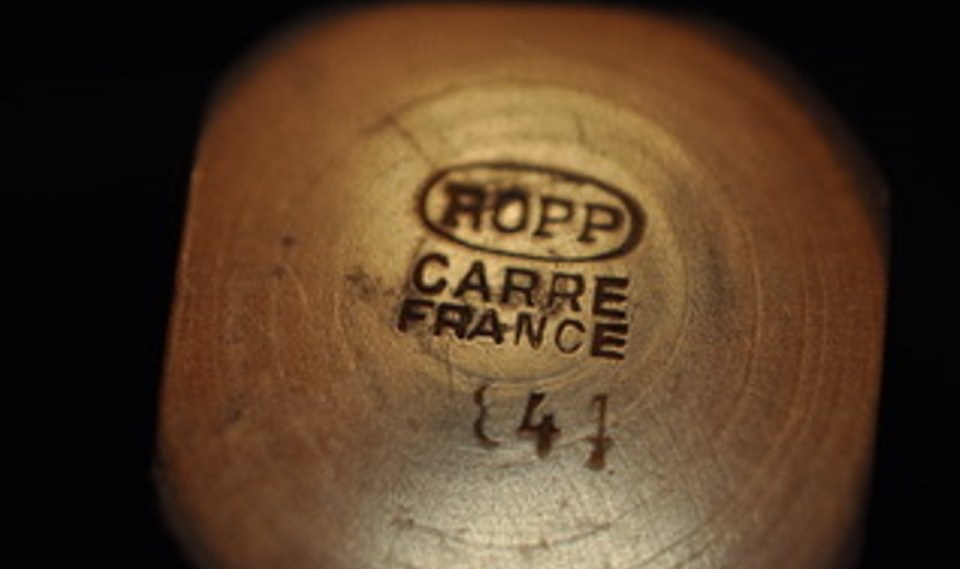 ROPP
CARRE
FRANCE
{4}